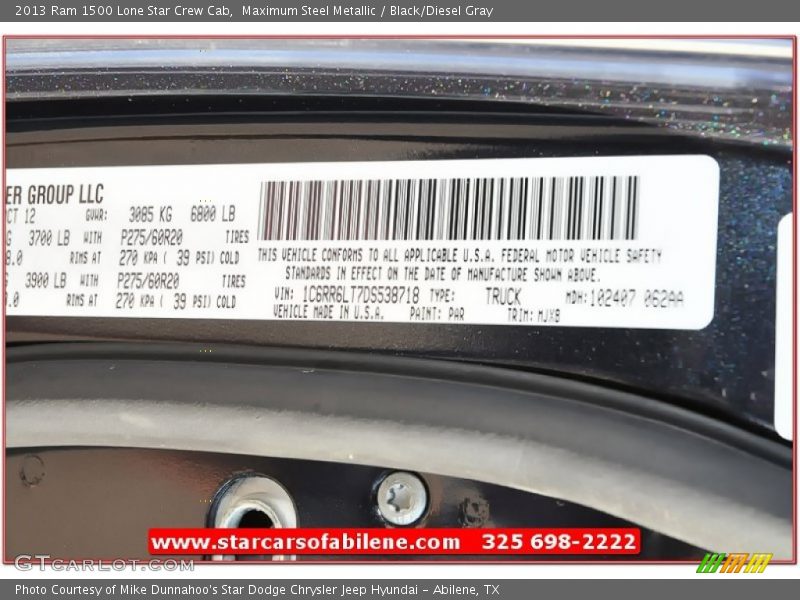 2013 Ram 1500 Lone Star Crew Cab,  Maximum Steel Metallic / Black/Diesel Gray
ER GROUP LLC
OCT 12 GVWR: 3085 KG 6800 LB
G 3700 LB WITH P275/60R20 TIRES
8.0 RIMS AT 270 KPA ( 39 PSI) COLD
G 3900 LB WITH P275/60R20 TIRES
.0 RIMS AT 270 KPA ( 39 PSI) COLD
THIS VEHICLE CONFORMS TO ALL APPLICABLE U.S.A. FEDERAL MOTOR VEHICLE SAFETY
STANDARDS IN EFFECT ON THE DATE OF MANUFACTURE SHOWN ABOVE.
VIN: 1C6RR6LT7DS538718 TYPE: TRUCK MDH:102407 062AA
VEHICLE MADE IN U.S.A. PAINT: PAR TRIM: MJX8
www.starcarsofabilene.com 325 698-2222
GTCARLOT.COM
Photo Courtesy of Mike Dunnahoo's Star Dodge Chrysler Jeep Hyundai – Abilene, TX